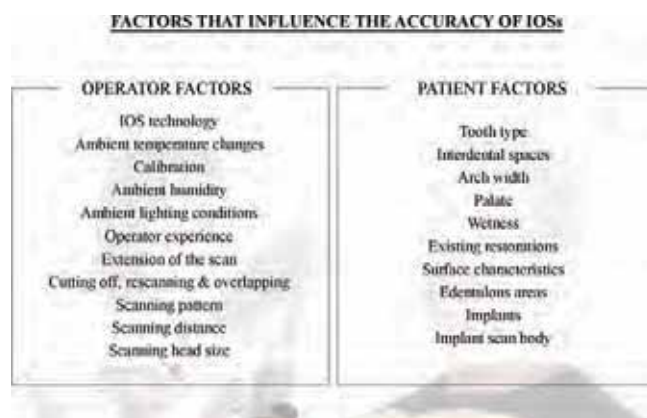 FACTORS THAT INFLUENCE THE ACCURACY OF IOSs
OPERATOR FACTORS
IOS technology
Ambient temperature changes
Calibration
Ambient humidity
Ambient lighting conditions
Operator experience
Extension of the scan
Cutting off, rescanning & overlapping
Scanning pattern
Scanning distance
Scanning head size
PATIENT FACTORS
Tooth type
Interdental spaces
Arch width
Palate
Wetness
Existing restorations
Surface characteristics
Edentulous areas
Implants
Implant scan body